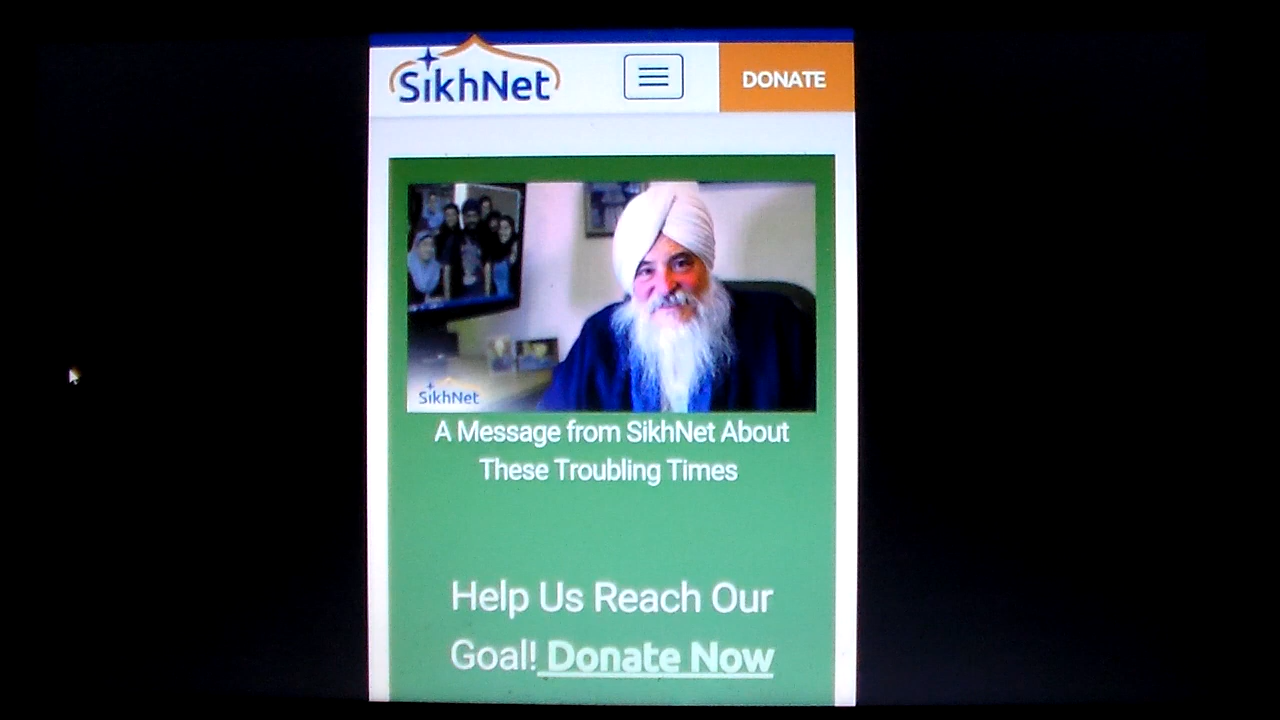 SikhNet
DONATE
SikhNet
A Message from SikhNet About
These Troubling Times
Help Us Reach Our
Goal! Donate Now